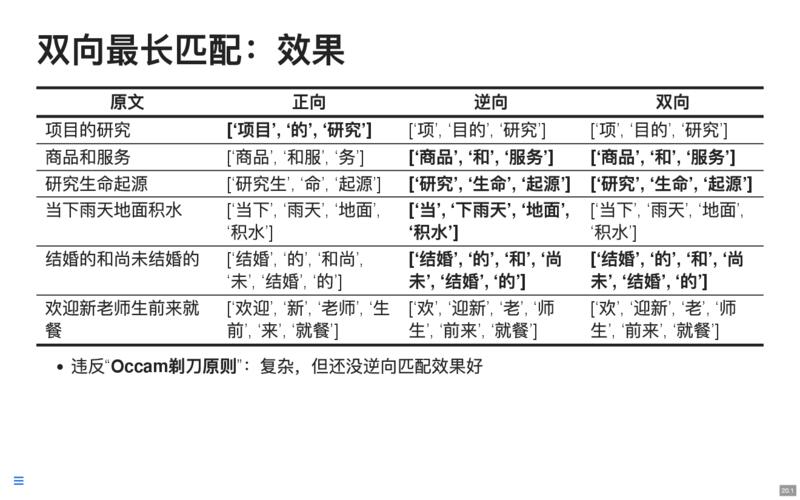 双向最长匹配：效果
原文 正向 逆向 双向
项目的研究 [‘项目’, ‘的’, ‘研究’] [‘项’, ‘目的’, ‘研究’] [‘项’, ‘目的’, ‘研究’]
商品和服务 [‘商品’, ‘和服’, ‘务’] [‘商品’, ‘和’, ‘服务’] [‘商品’, ‘和’, ‘服务’]
研究生命起源 [‘研究生’, ‘命’, ‘起源’] [‘研究’, ‘生命’, ‘起源’] [‘研究’, ‘生命’, ‘起源’]
当下雨天地面积水 [‘当下’, ‘雨天’, ‘地面’, [‘当’, ‘下雨天’, ‘地面’, [‘当下’, ‘雨天’, ‘地面’,
‘积水’] ‘积水’] ‘积水’]
结婚的和尚未结婚的 [‘结婚’, ‘的’, ‘和尚’, [‘结婚’, ‘的’, ‘和’, ‘尚 [‘结婚’, ‘的’, ‘和’, ‘尚
‘未’, ‘结婚’, ‘的’] 未’, ‘结婚’, ‘的’] 未’, ‘结婚’, ‘的’]
欢迎新老师生前来就 [‘欢迎’, ‘新’, ‘老师’, ‘生 [‘欢’, ‘迎新’, ‘老’, ‘师 [‘欢’, ‘迎新’, ‘老’, ‘师
餐 前’, ‘来’, ‘就餐’] 生’, ‘前来’, ‘就餐’] 生’, ‘前来’, ‘就餐’]
• 违反“Occam剃刀原则”：复杂，但还没逆向匹配效果好
20.1